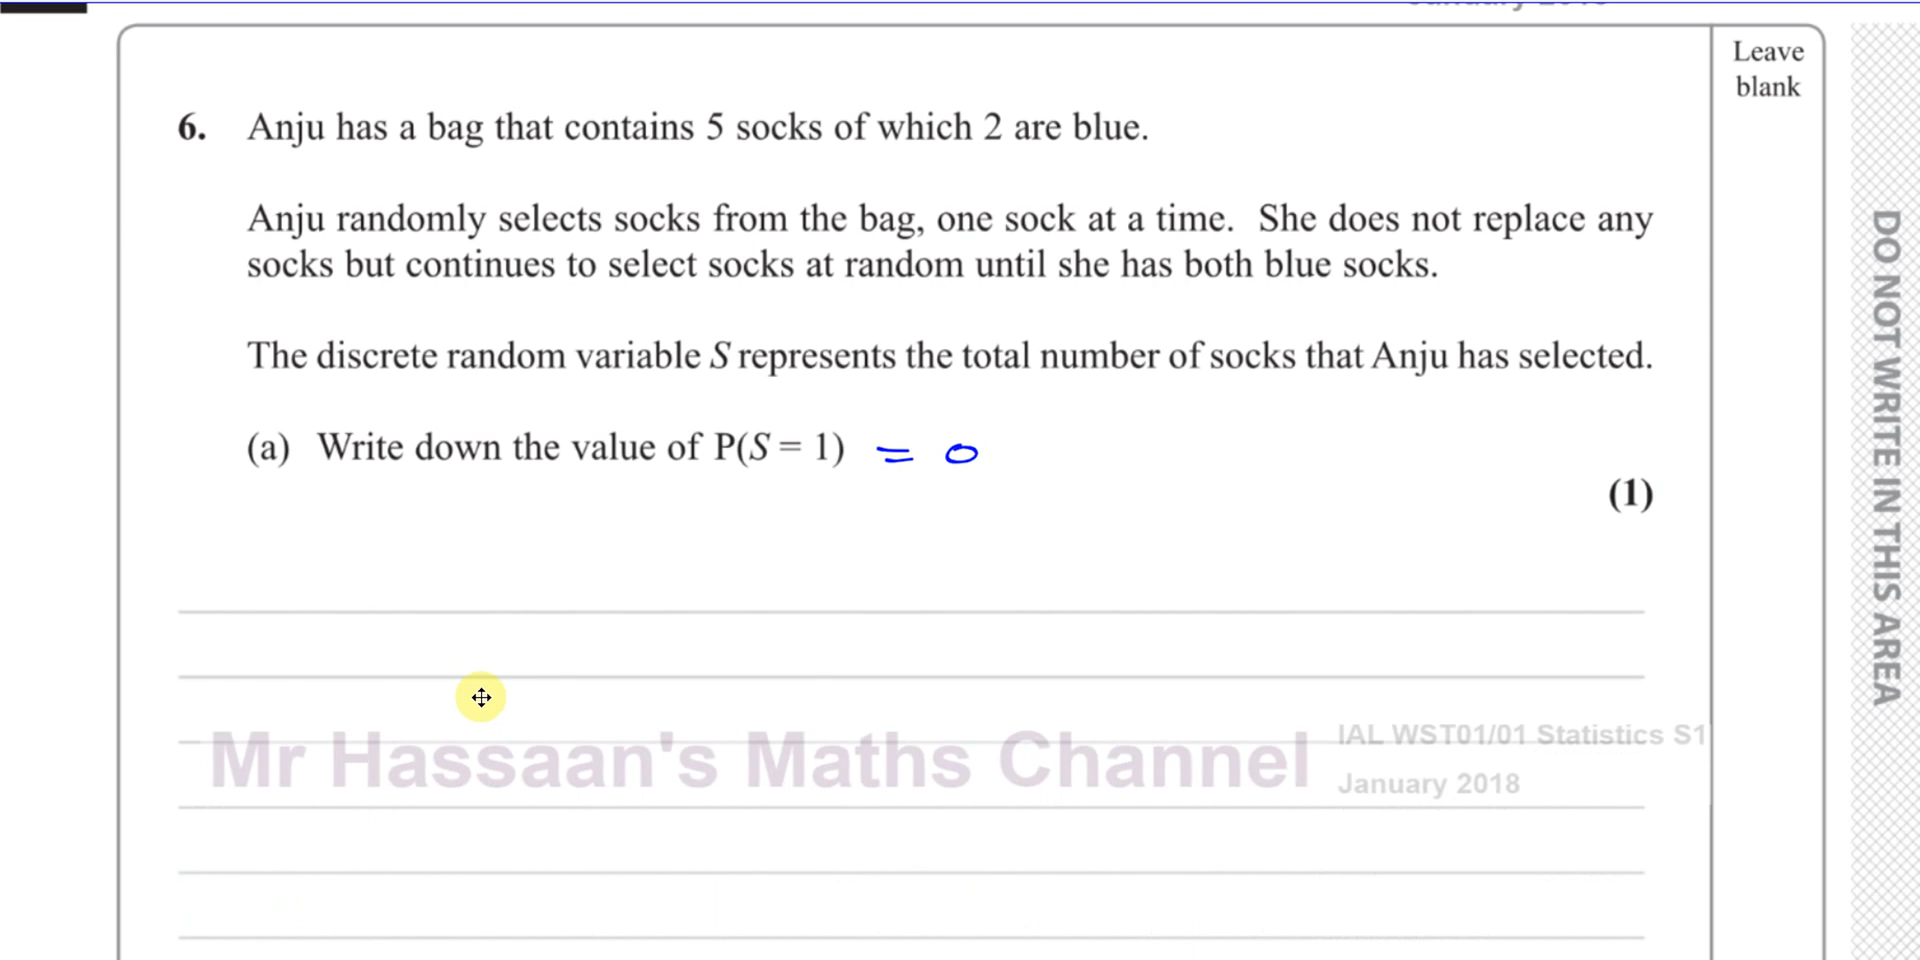 Leave
blank
6. Anju has a bag that contains 5 socks of which 2 are blue.
Anju randomly selects socks from the bag, one sock at a time. She does not replace any
socks but continues to select socks at random until she has both blue socks.
The discrete random variable S represents the total number of socks that Anju has selected.
(a) Write down the value of P(S = 1) = 0
(1)
Mr Hassaan's Maths Channel
IAL WST01/01 Statistics S1
January 2018
DO NOT WRITE IN THIS AREA